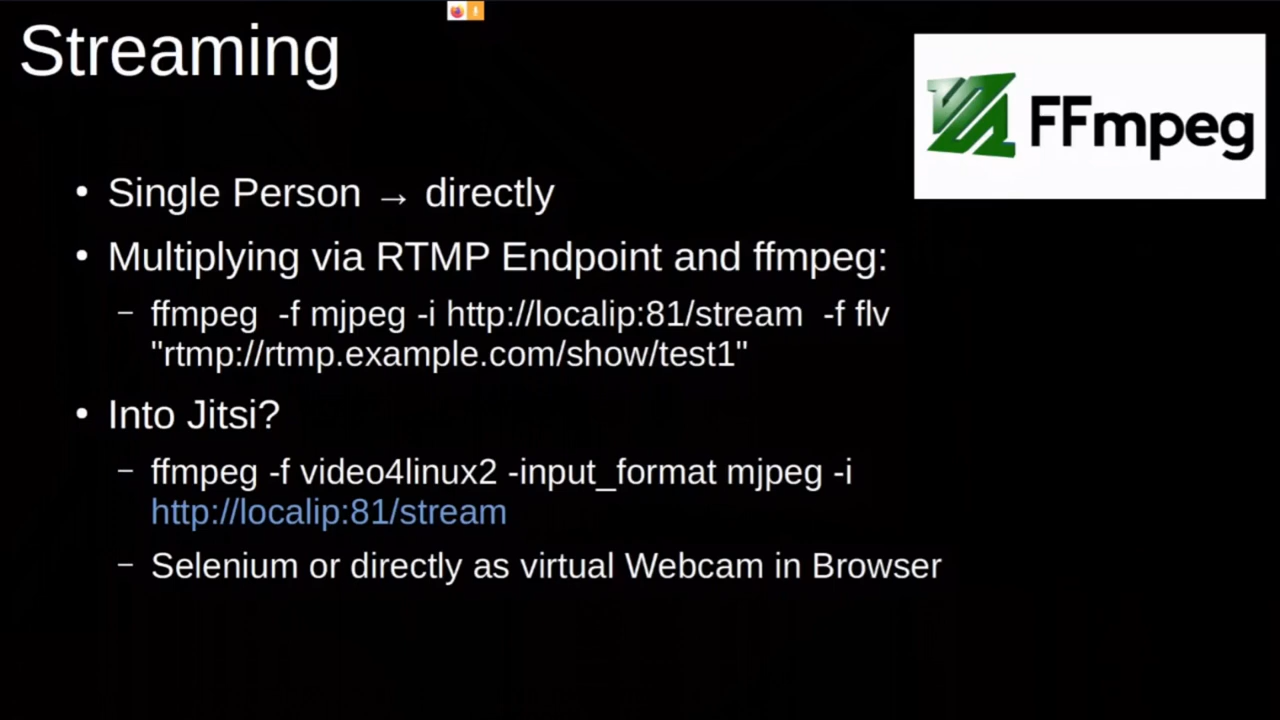 Streaming
FFmpeg
• Single Person → directly
• Multiplying via RTMP Endpoint and ffmpeg:
– ffmpeg  -f mjpeg -i http://localip:81/stream  -f flv
"rtmp://rtmp.example.com/show/test1"
• Into Jitsi?
– ffmpeg -f video4linux2 -input_format mjpeg -i
http://localip:81/stream
– Selenium or directly as virtual Webcam in Browser